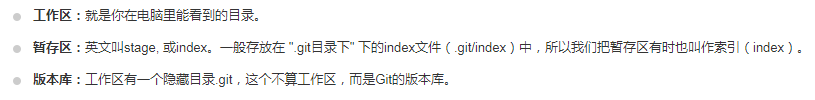 工作区：就是你在电脑里能看到的目录。
暂存区：英文叫stage, 或index。一般存放在 ".git目录下" 下的index文件（.git/index）中，所以我们把暂存区有时也叫作索引（index）。
版本库：工作区有一个隐藏目录.git，这个不算工作区，而是Git的版本库。